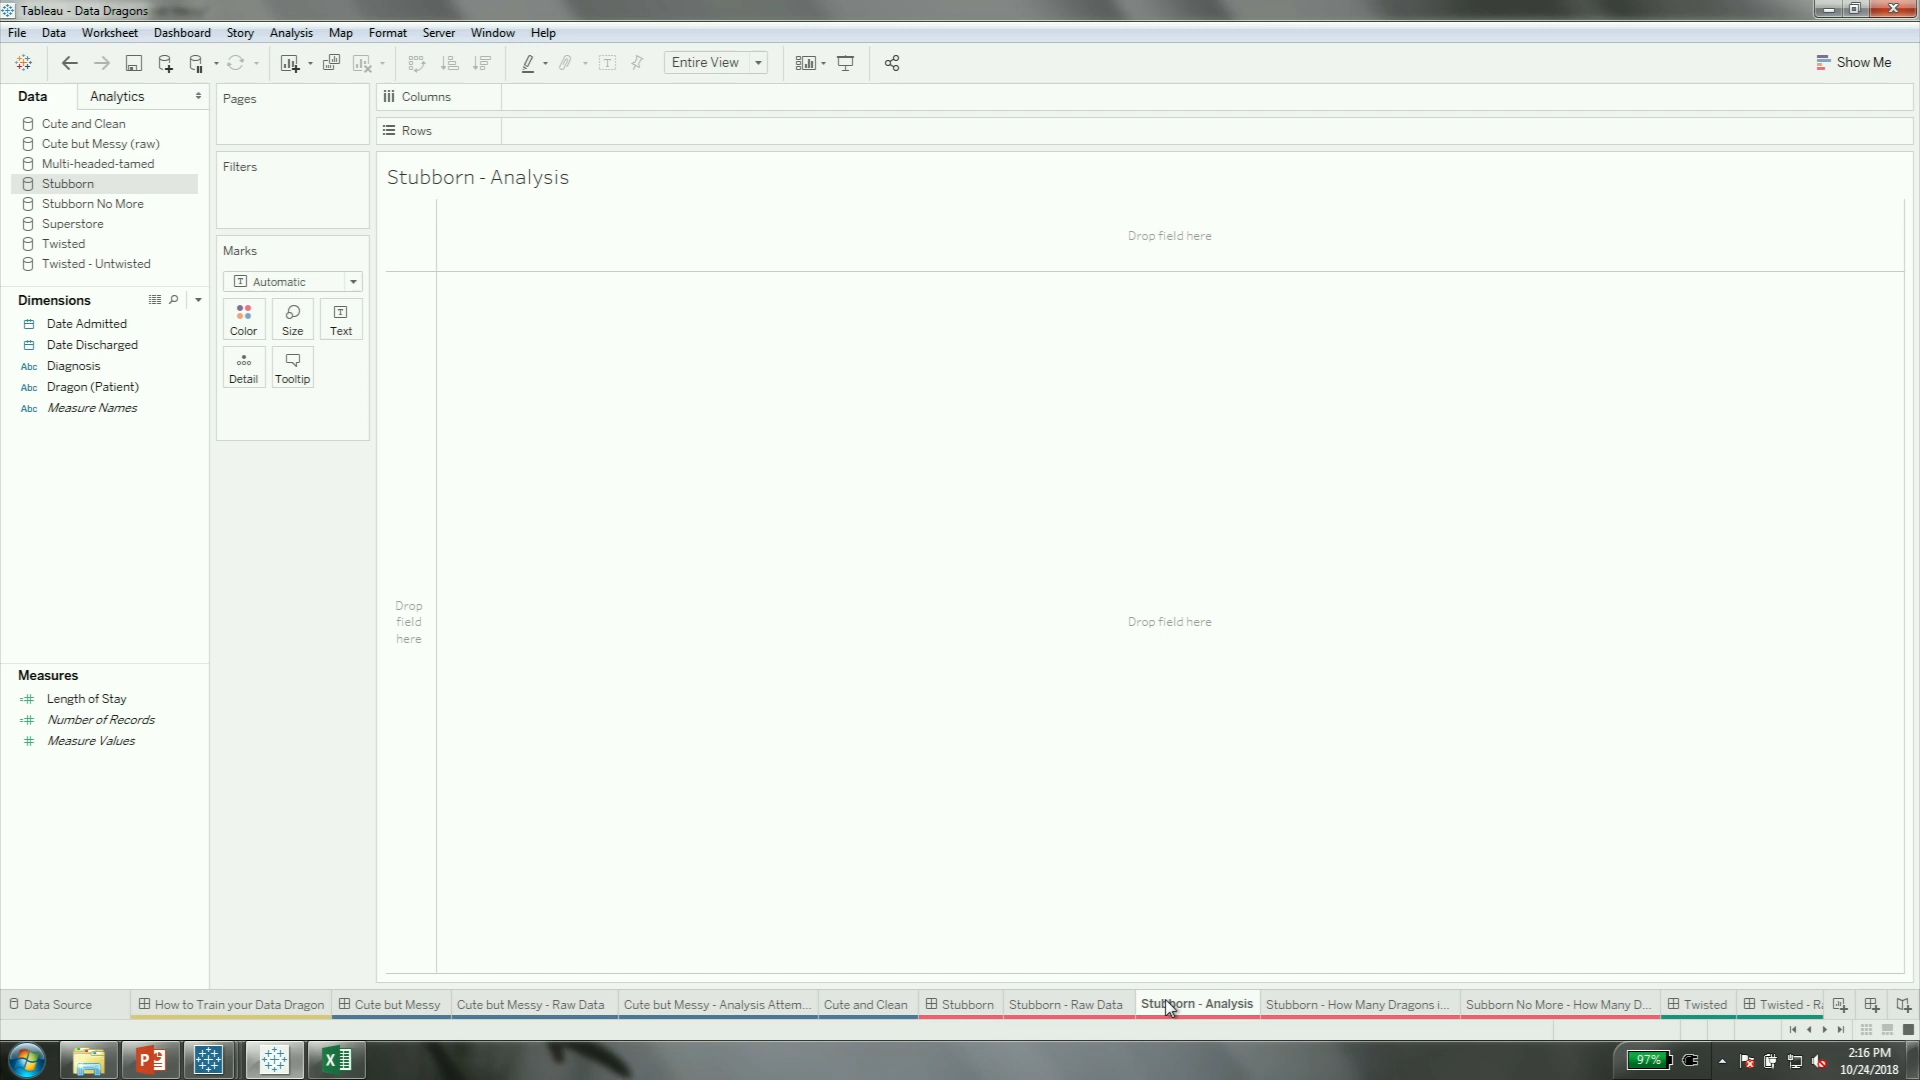 Tableau - Data Dragons
File Data Worksheet Dashboard Story Analysis Map Format Server Window Help
Entire View
Show Me
Data Analytics
Pages
Columns
Rows
Cute and Clean
Cute but Messy (raw)
Multi-headed-tamed
Stubborn
Stubborn No More
Superstore
Twisted
Twisted - Untwisted
Filters
Stubborn - Analysis
Drop field here
Marks
Automatic
Color Size Text
Detail Tooltip
Dimensions
Date Admitted
Date Discharged
Abc Diagnosis
Abc Dragon (Patient)
Abc Measure Names
Drop
field
here
Drop field here
Measures
Length of Stay
Number of Records
Measure Values
Data Source How to Train your Data Dragon Cute but Messy Cute but Messy - Raw Data Cute but Messy - Analysis Attem... Cute and Clean Stubborn Stubborn - Raw Data Stubborn - Analysis Stubborn - How Many Dragons i... Subborn No More - How Many D... Twisted Twisted - Ra
97%
2:16 PM
10/24/2018